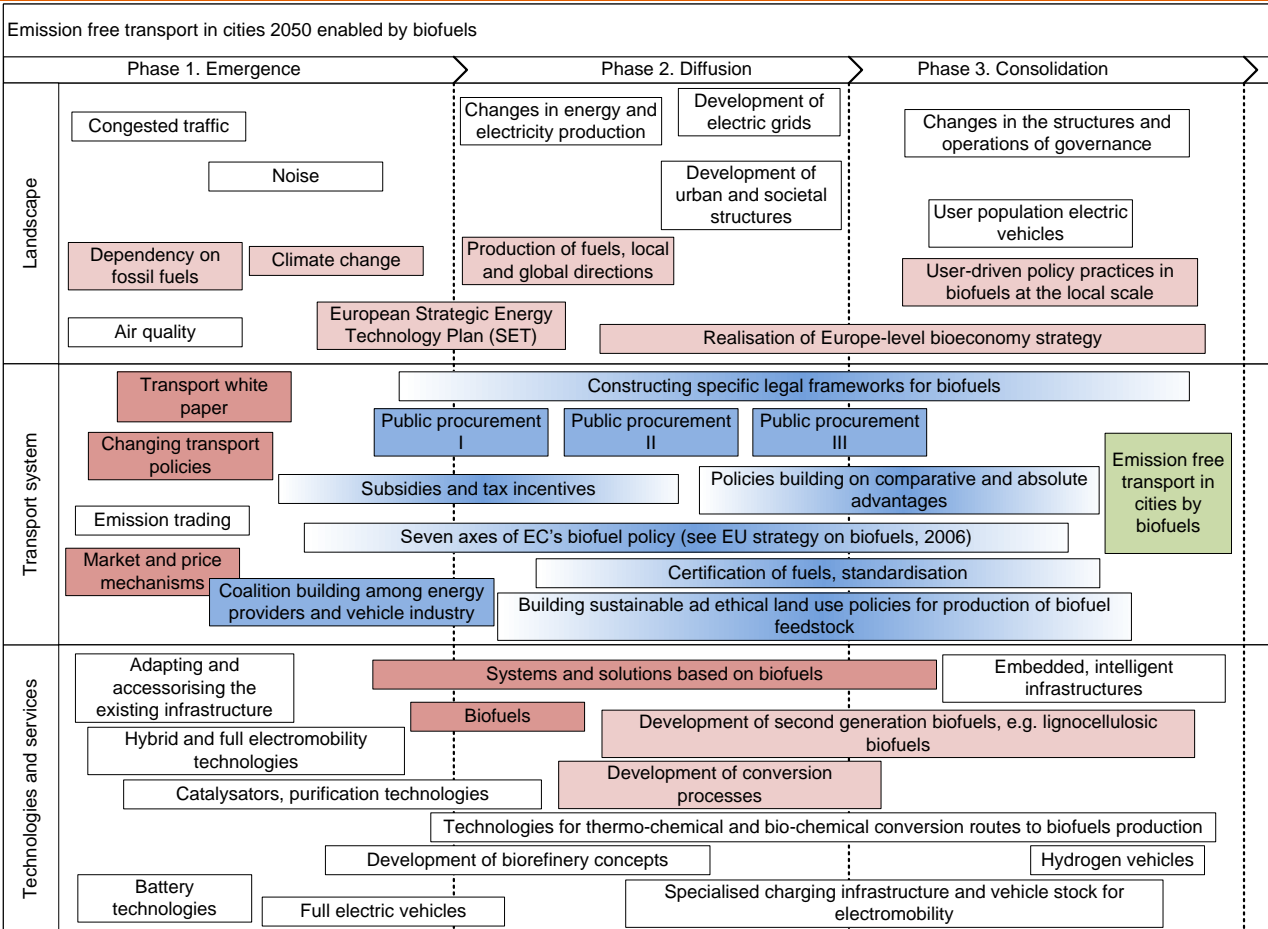 Emission free transport in cities 2050 enabled by biofuels
Phase 1. Emergence
Phase 2. Diffusion
Phase 3. Consolidation
Landscape
Congested traffic
Noise
Dependency on
fossil fuels
Climate change
Air quality
European Strategic Energy
Technology Plan (SET)
Changes in energy and
electricity production
Development of
electric grids
Development of
urban and societal
structures
Production of fuels, local
and global directions
Changes in the structures and
operations of governance
User population electric
vehicles
User-driven policy practices in
biofuels at the local scale
Realisation of Europe-level bioeconomy strategy
Transport system
Transport white
paper
Changing transport
policies
Emission trading
Market and price
mechanisms
Coalition building among energy
providers and vehicle industry
Constructing specific legal frameworks for biofuels
Public procurement
I
Public procurement
II
Public procurement
III
Subsidies and tax incentives
Policies building on comparative and absolute
advantages
Seven axes of EC's biofuel policy (see EU strategy on biofuels, 2006)
Certification of fuels, standardisation
Building sustainable ad ethical land use policies for production of biofuel
feedstock
Emission free
transport in
cities by
biofuels
Technologies and services
Adapting and
accessorising the
existing infrastructure
Systems and solutions based on biofuels
Embedded, intelligent
infrastructures
Biofuels
Development of second generation biofuels, e.g. lignocellulosic
biofuels
Hybrid and full electromobility
technologies
Development of conversion
processes
Catalysators, purification technologies
Technologies for thermo-chemical and bio-chemical conversion routes to biofuels production
Development of biorefinery concepts
Hydrogen vehicles
Battery
technologies
Full electric vehicles
Specialised charging infrastructure and vehicle stock for
electromobility